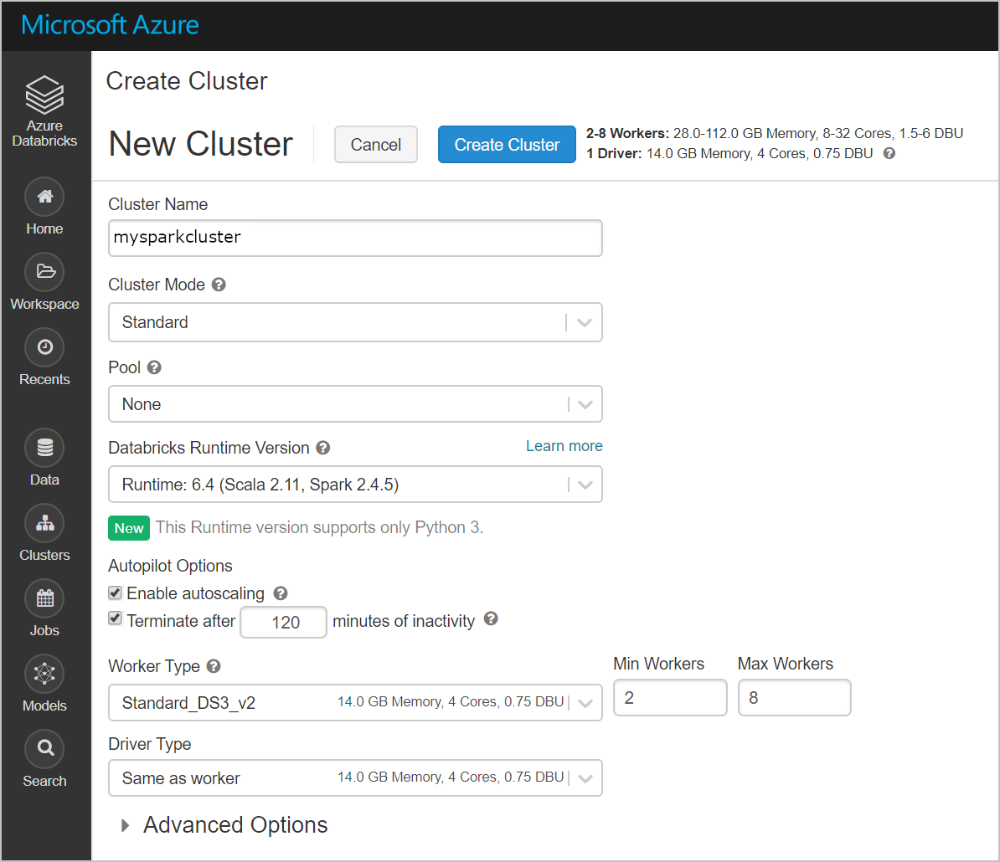 Microsoft Azure
Azure
Databricks
Home
Workspace
Recents
Data
Clusters
Jobs
Models
Search
Create Cluster
New Cluster
Cancel
Create Cluster
2-8 Workers: 28.0-112.0 GB Memory, 8-32 Cores, 1.5-6 DBU
1 Driver: 14.0 GB Memory, 4 Cores, 0.75 DBU ?
Cluster Name
mysparkcluster
Cluster Mode ?
Standard
Pool ?
None
Databricks Runtime Version ? Learn more
Runtime: 6.4 (Scala 2.11, Spark 2.4.5)
New This Runtime version supports only Python 3.
Autopilot Options
Enable autoscaling ?
Terminate after 120 minutes of inactivity ?
Worker Type ? Min Workers Max Workers
Standard_DS3_v2 14.0 GB Memory, 4 Cores, 0.75 DBU 2 8
Driver Type
Same as worker 14.0 GB Memory, 4 Cores, 0.75 DBU
Advanced Options